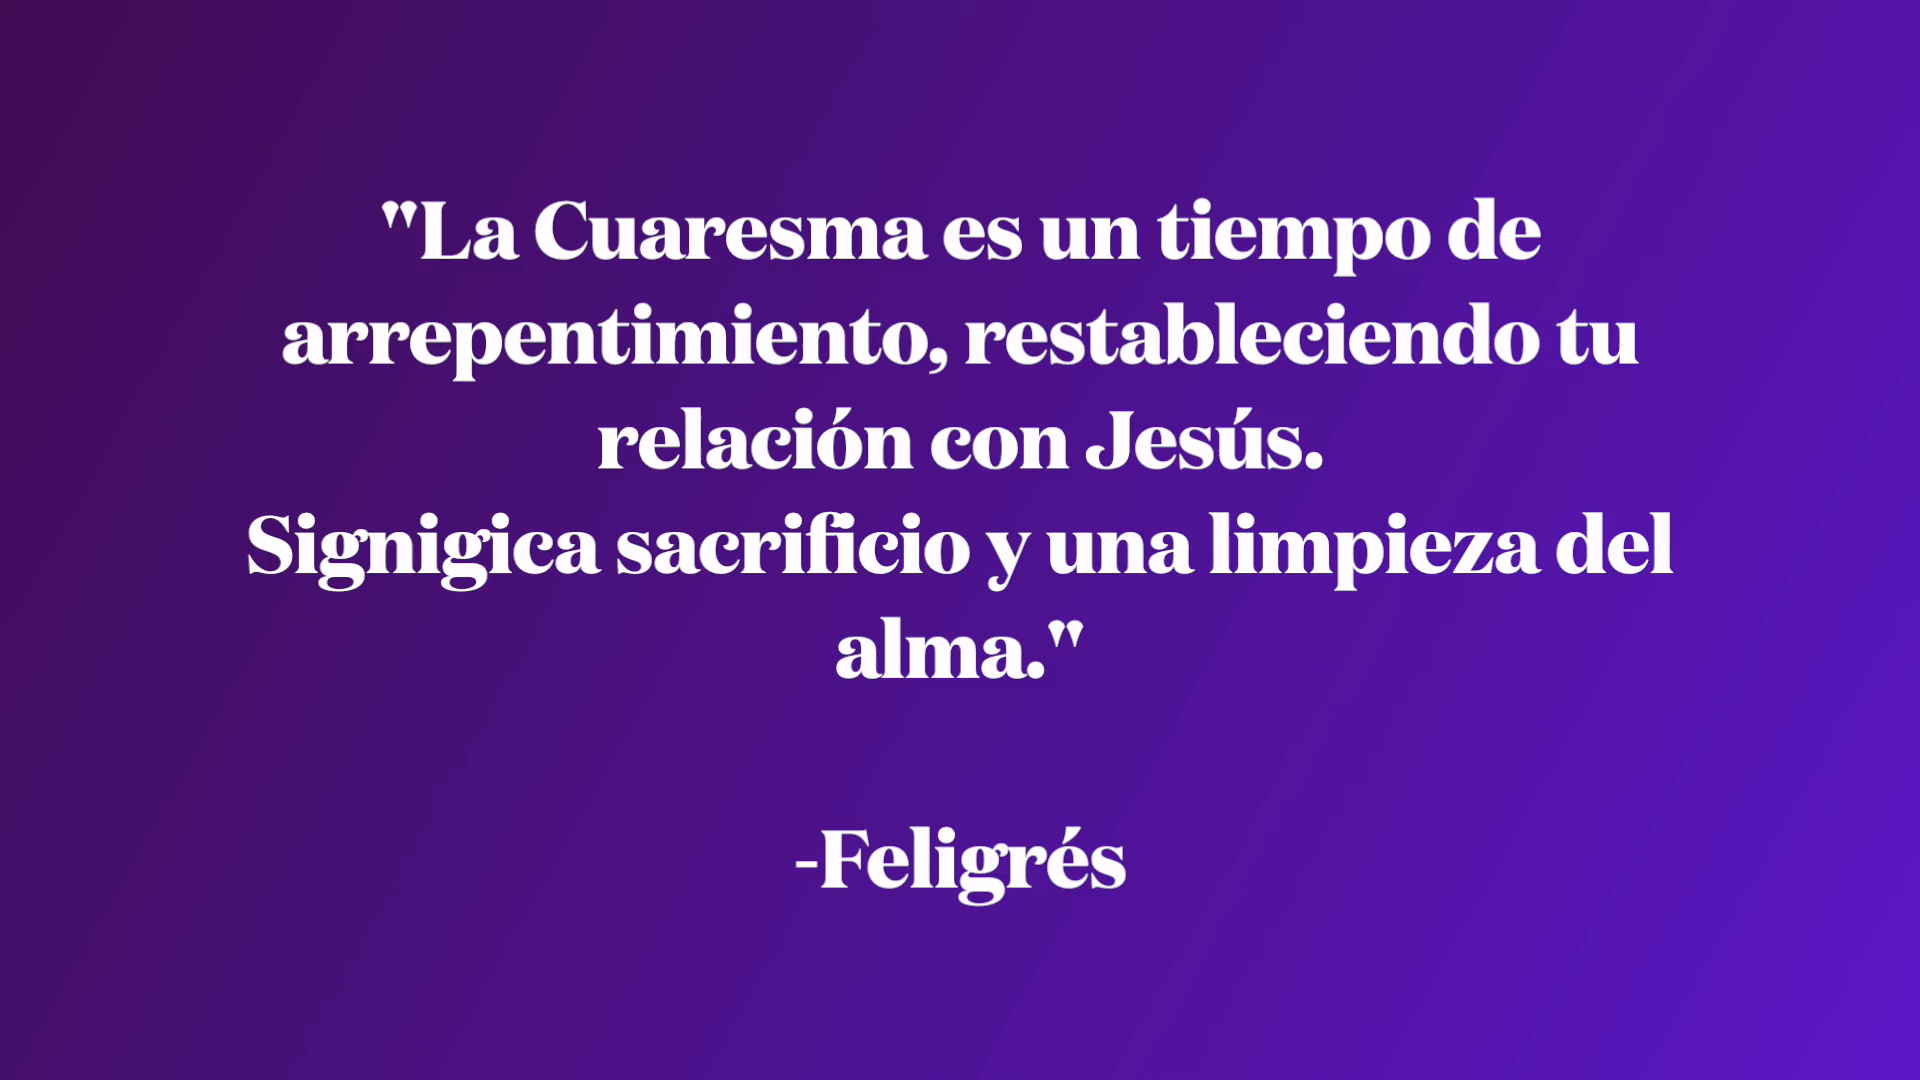 "La Cuaresma es un tiempo de
arrepentimiento, restableciendo tu
relación con Jesús.
Signigica sacrificio y una limpieza del
alma."
-Feligrés